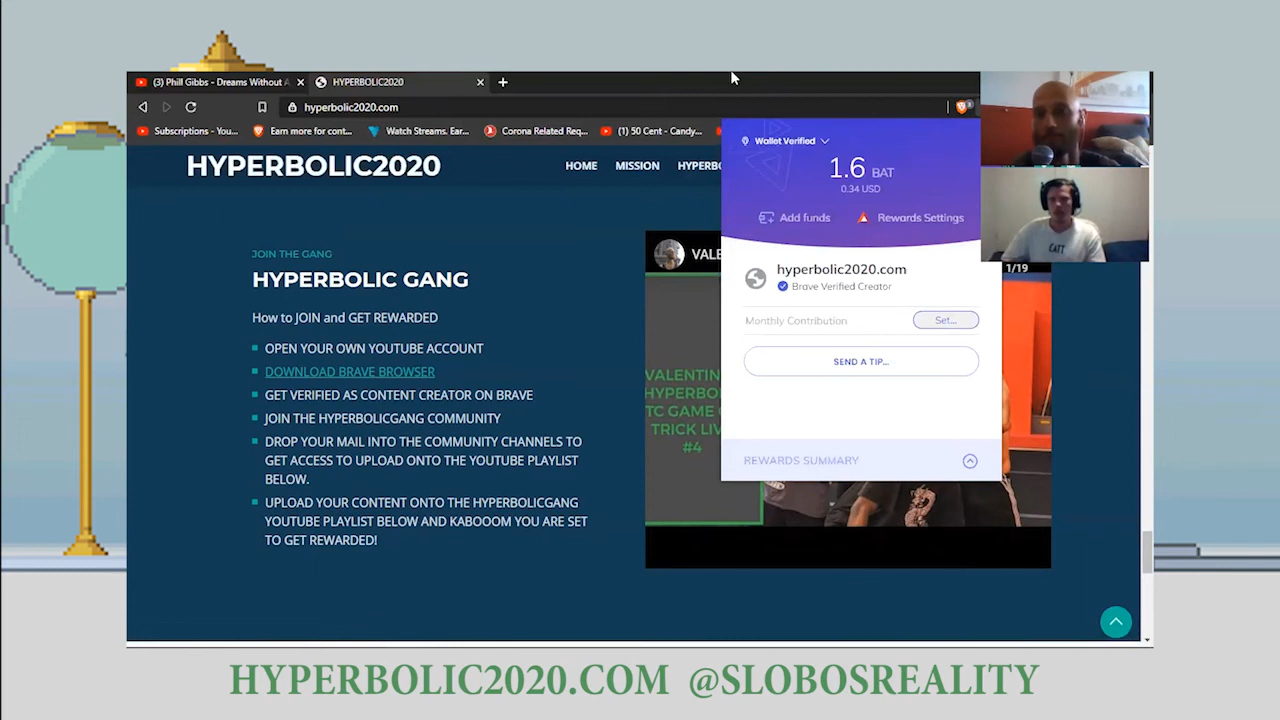 (3) Phill Gibbs - Dreams Without A
HYPERBOLIC2020
hyperbolic2020.com
Subscriptions - You...
Earn more for cont...
Watch Streams. Ear...
Corona Related Req...
(1) 50 Cent - Candy...
HYPERBOLIC2020
HOME
MISSION
HYPERBO
JOIN THE GANG
HYPERBOLIC GANG
How to JOIN and GET REWARDED
OPEN YOUR OWN YOUTUBE ACCOUNT
DOWNLOAD BRAVE BROWSER
GET VERIFIED AS CONTENT CREATOR ON BRAVE
JOIN THE HYPERBOLICGANG COMMUNITY
DROP YOUR MAIL INTO THE COMMUNITY CHANNELS TO
GET ACCESS TO UPLOAD ONTO THE YOUTUBE PLAYLIST
BELOW.
UPLOAD YOUR CONTENT ONTO THE HYPERBOLICGANG
YOUTUBE PLAYLIST BELOW AND KABOOOM YOU ARE SET
TO GET REWARDED!
VALE
1/19
VALENTIN
HYPERBO
TC GAME O
TRICK LIV
#4
Wallet Verified
1.6 BAT
0.34 USD
Add funds
Rewards Settings
hyperbolic2020.com
Brave Verified Creator
Monthly Contribution
Set...
SEND A TIP...
REWARDS SUMMARY
CATT
HYPERBOLIC2020.COM @SLOBOSREALITY